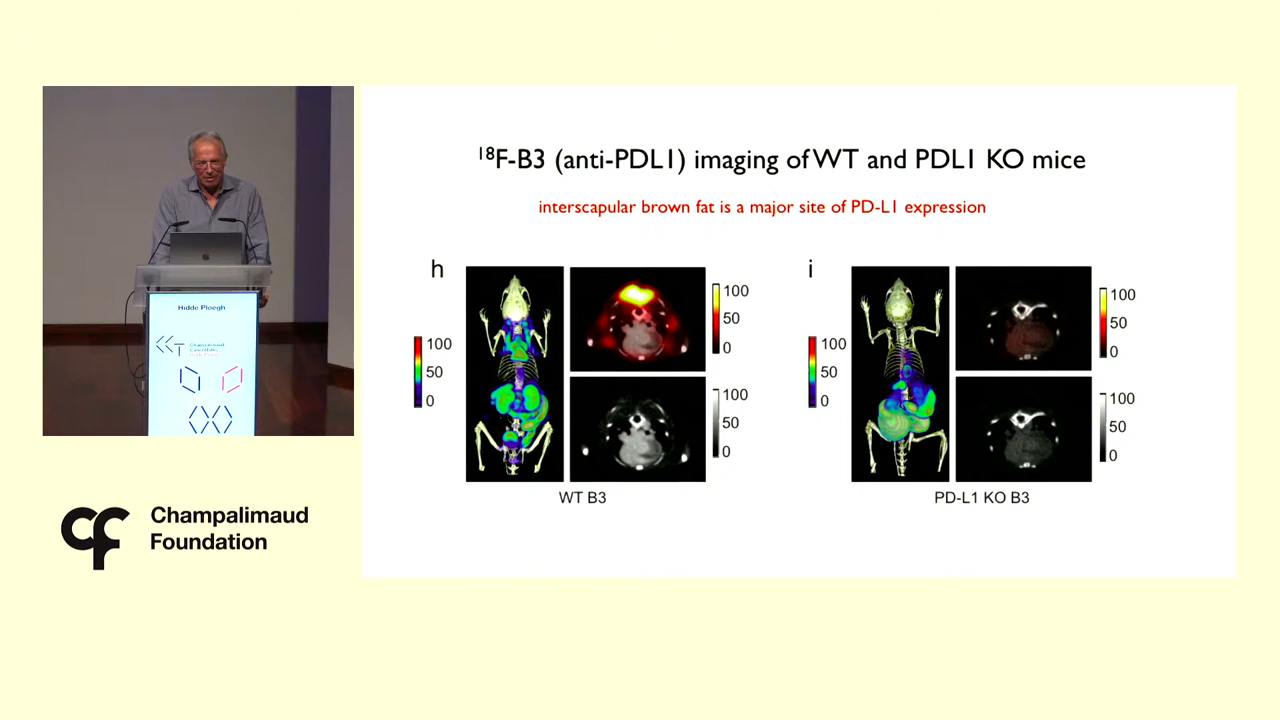 ¹⁸F-B3 (anti-PDL1) imaging of WT and PDL1 KO mice
interscapular brown fat is a major site of PD-L1 expression
h
100
50
0
100
50
0
100
50
0
WT B3
i
100
50
0
100
50
0
100
50
0
PD-L1 KO B3
Hidde Ploegh
Champalimaud
Foundation